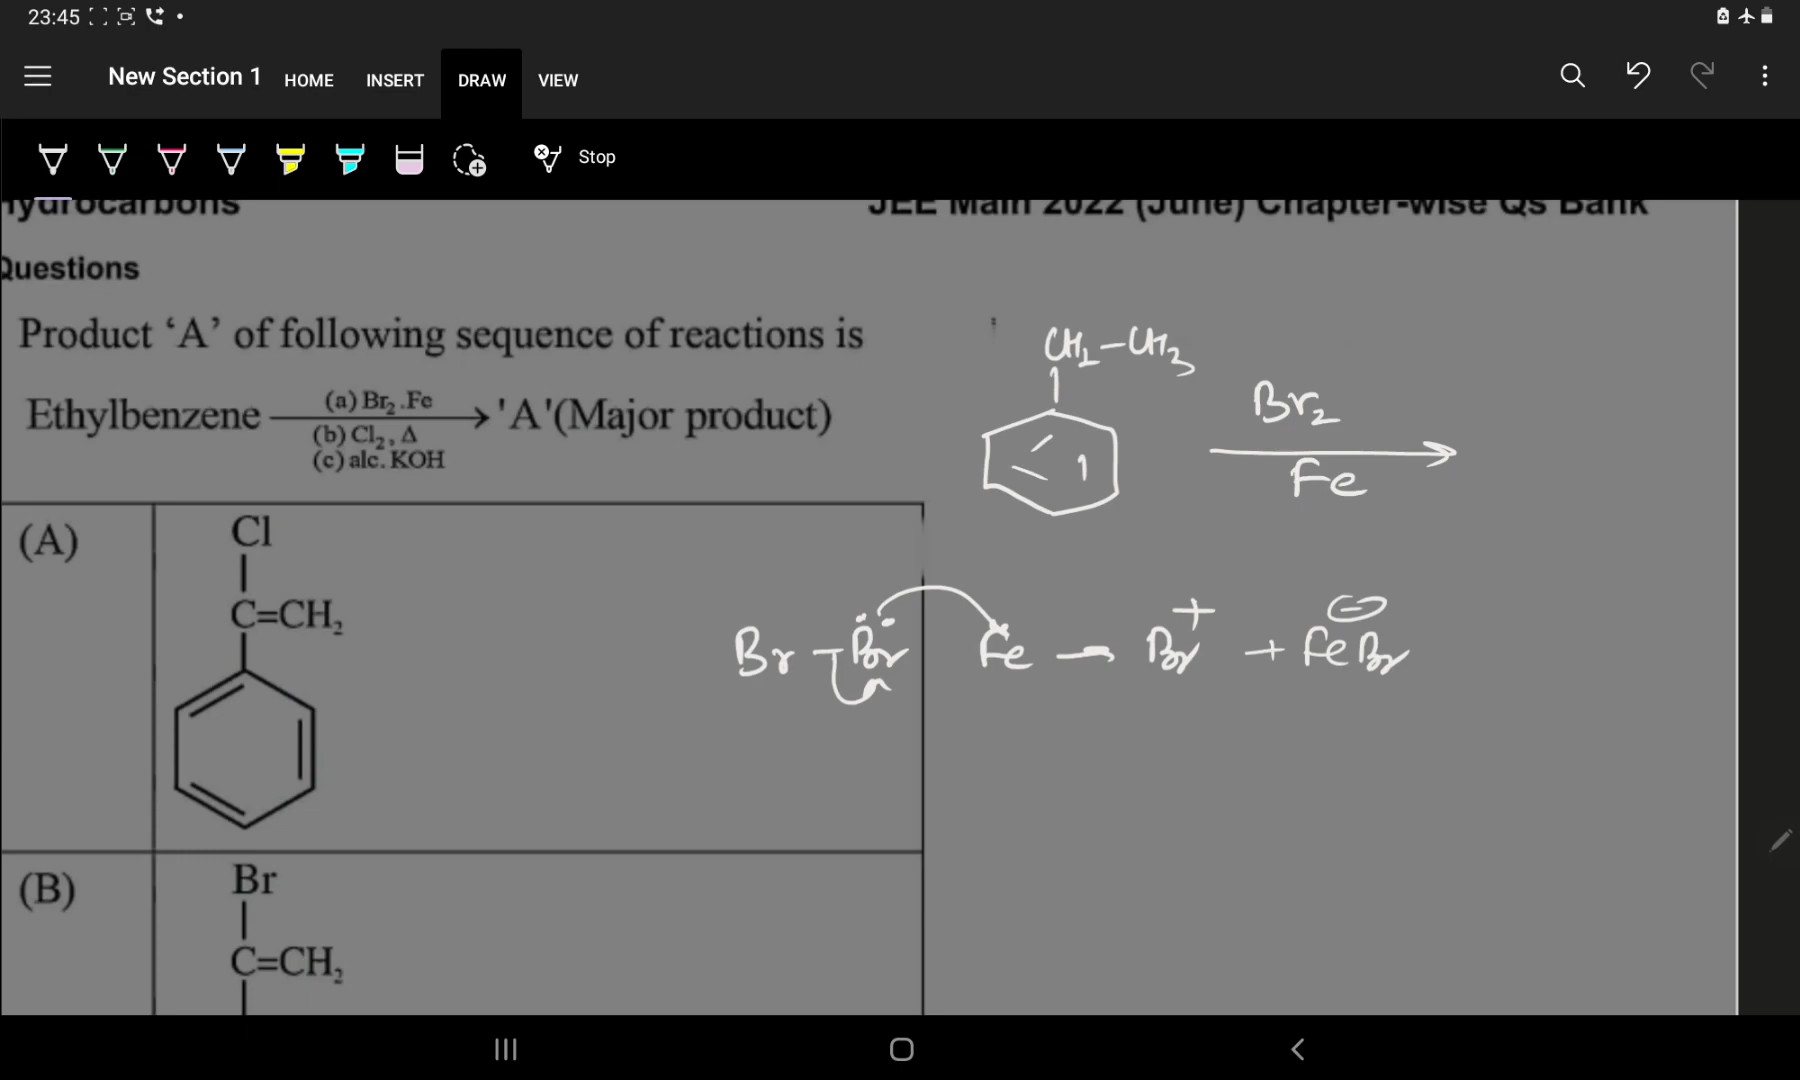 23:45
New Section 1 HOME INSERT DRAW VIEW
Stop
Hydrocarbons JEE Main 2022 (June) Chapter-wise Qs Bank
Questions
Product ‘A’ of following sequence of reactions is
Ethylbenzene (a) Br₂ .Fe (b) Cl₂, Δ (c) alc. KOH → 'A'(Major product)
(A)
Cl
C=CH₂
(B)
Br
C=CH₂
CH₂-CH₃
Br₂
Fe
Br - Br Fe → Br⁺ + FeBr⊖